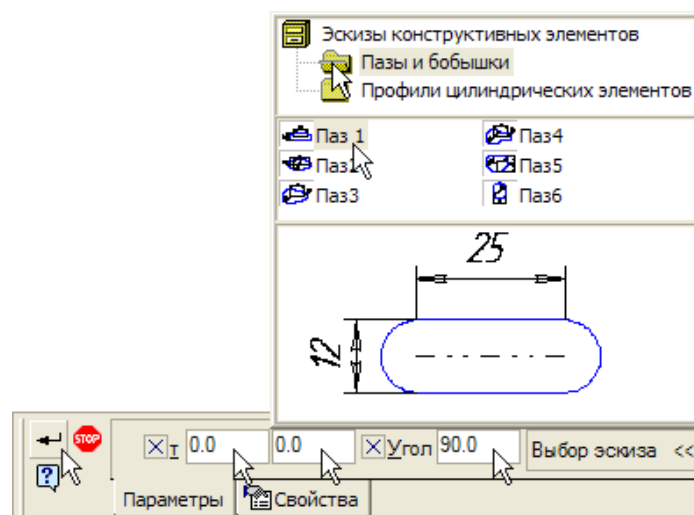 Эскизы конструктивных элементов
Пазы и бобышки
Профили цилиндрических элементов
Паз 1 Паз4
Паз Паз5
Паз3 Паз6
25
12
STOP т 0.0 0.0 Угол 90.0 Выбор эскиза <<
Параметры Свойства